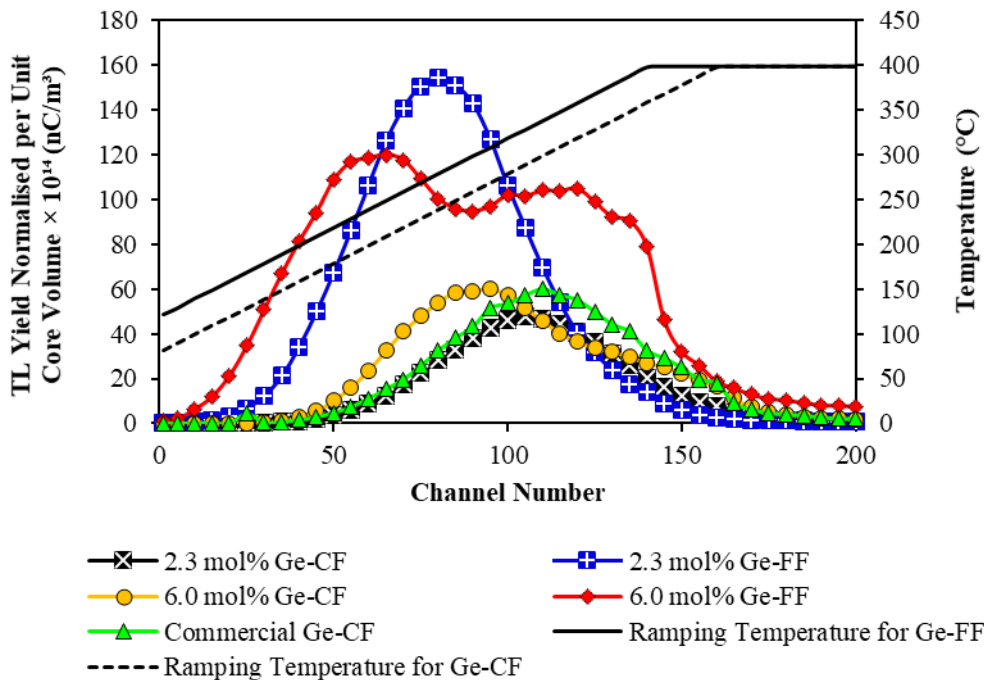 TL Yield Normalised per Unit
Core Volume × 10¹⁴ (nC/m³)
180
160
140
120
100
80
60
40
20
0
450
400
350
300
250
200
150
100
50
0
Temperature (°C)
0
50
100
150
200
Channel Number
2.3 mol% Ge-CF
2.3 mol% Ge-FF
6.0 mol% Ge-CF
6.0 mol% Ge-FF
Commercial Ge-CF
Ramping Temperature for Ge-FF
Ramping Temperature for Ge-CF